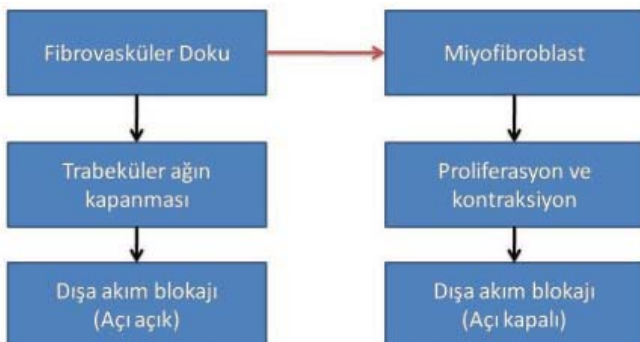 Fibrovasküler Doku
Miyofibroblast
Trabeküler ağın
kapanması
Proliferasyon ve
kontraksiyon
Dışa akım blokajı
(Açı açık)
Dışa akım blokajı
(Açı kapalı)